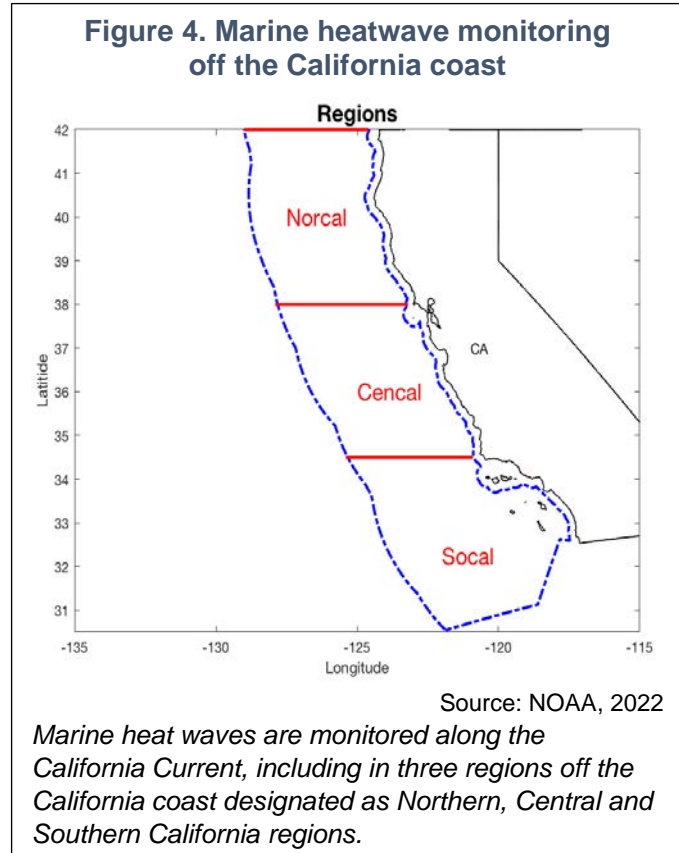 Figure 4. Marine heatwave monitoring
off the California coast
Regions
42
41
40
39
38
37
36
35
34
33
32
31
Latitide
Norcal
Cencal
Socal
CA
-135
-130
-125
-120
-115
Longitude
Source: NOAA, 2022
Marine heat waves are monitored along the
California Current, including in three regions off the
California coast designated as Northern, Central and
Southern California regions.